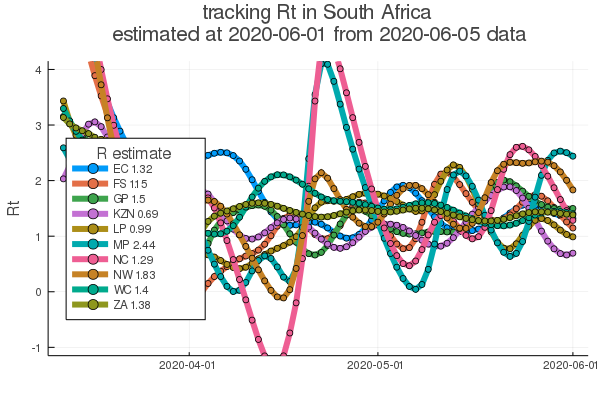 tracking Rt in South Africa
estimated at 2020-06-01 from 2020-06-05 data
Rt
4
3
2
1
0
-1
R estimate
EC 1.32
FS 1.15
GP 1.5
KZN 0.69
LP 0.99
MP 2.44
NC 1.29
NW 1.83
WC 1.4
ZA 1.38
2020-04-01
2020-05-01
2020-06-01